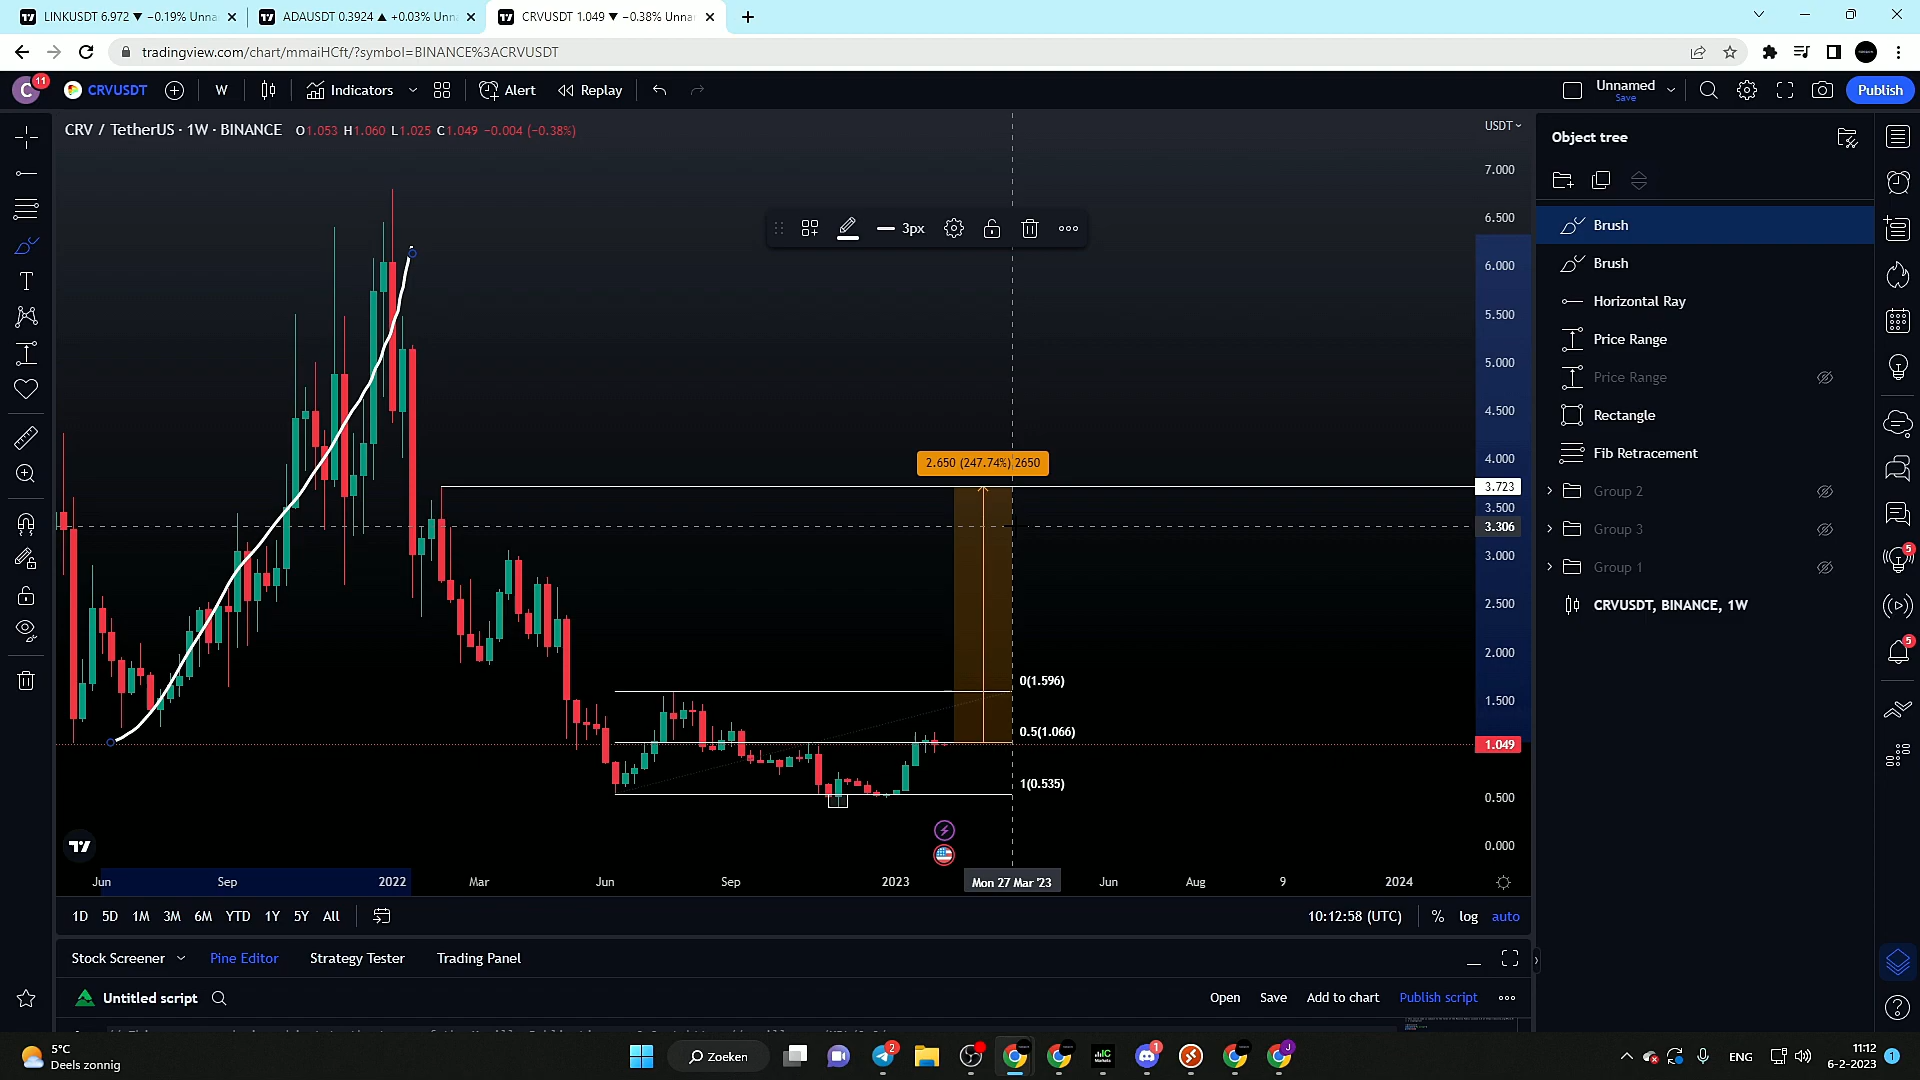 LINKUSDT 6.972 ▼ −0.19% Unna
ADAUSDT 0.3924 ▲ +0.03% Unna
CRVUSDT 1.049 ▼ −0.38% Unna
tradingview.com/chart/mmaiHCft/?symbol=BINANCE%3ACRVUSDT
C 11
CRVUSDT
W
Indicators
Alert
Replay
Unnamed
Save
Publish
CRV / TetherUS · 1W · BINANCE O1.053 H1.060 L1.025 C1.049 −0.004 (−0.38%)
USDT
Object tree
7.000
6.500
6.000
5.500
5.000
4.500
4.000
3.723
3.500
3.306
3.000
2.500
2.000
1.500
1.049
0.500
0.000
3px
2.650 (247.74%) 2650
0(1.596)
0.5(1.066)
1(0.535)
Brush
Brush
Horizontal Ray
Price Range
Price Range
Rectangle
Fib Retracement
Group 2
Group 3
Group 1
CRVUSDT, BINANCE, 1W
5
5
Jun
Sep
2022
Mar
Jun
Sep
2023
Mon 27 Mar '23
Jun
Aug
9
2024
1D 5D 1M 3M 6M YTD 1Y 5Y All
10:12:58 (UTC) % log auto
Stock Screener Pine Editor Strategy Tester Trading Panel
Untitled script
Open Save Add to chart Publish script
5°C
Deels zonnig
Zoeken
2
1
J
ENG
11:12
6-2-2023
1